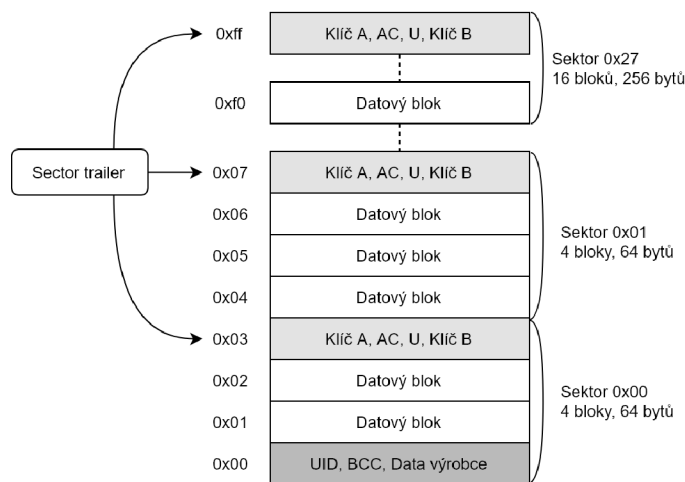 0xff
Klíč A, AC, U, Klíč B
Sektor 0x27
16 bloků, 256 bytů
0xf0
Datový blok
Sector trailer
0x07
Klíč A, AC, U, Klíč B
0x06
Datový blok
Sektor 0x01
4 bloky, 64 bytů
0x05
Datový blok
0x04
Datový blok
0x03
Klíč A, AC, U, Klíč B
0x02
Datový blok
Sektor 0x00
4 bloky, 64 bytů
0x01
Datový blok
0x00
UID, BCC, Data výrobce